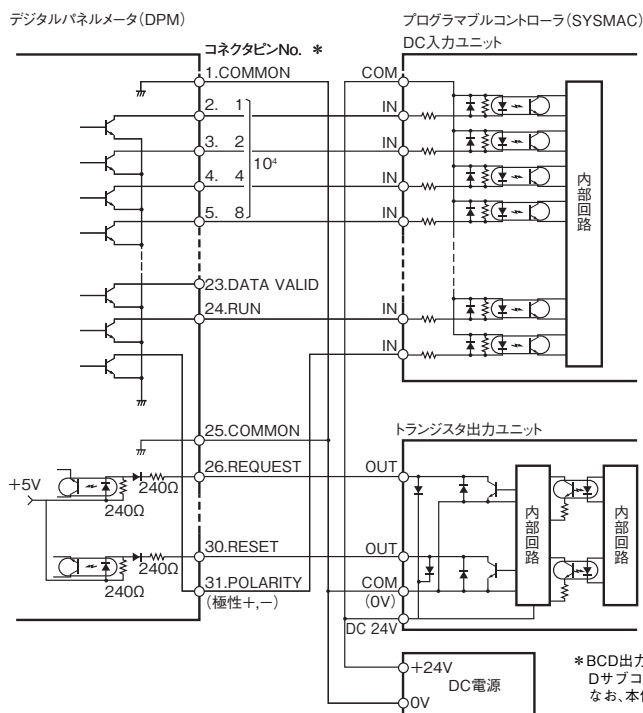 デジタルパネルメータ(DPM)
プログラマブルコントローラ(SYSMAC)
DC入力ユニット
コネクタピンNo. *
1.COMMON
COM
2. 1
IN
3. 2
IN
10⁴
4. 4
IN
5. 8
IN
内部回路
23.DATA VALID
24.RUN
IN
IN
25.COMMON
トランジスタ出力ユニット
26.REQUEST
OUT
+5V
240Ω
240Ω
内部回路
内部回路
30.RESET
OUT
240Ω
240Ω
31.POLARITY
(極性+,−)
COM
(0V)
DC 24V
+24V
DC電源
0V
*BCD出力
Dサブコ
なお、本体